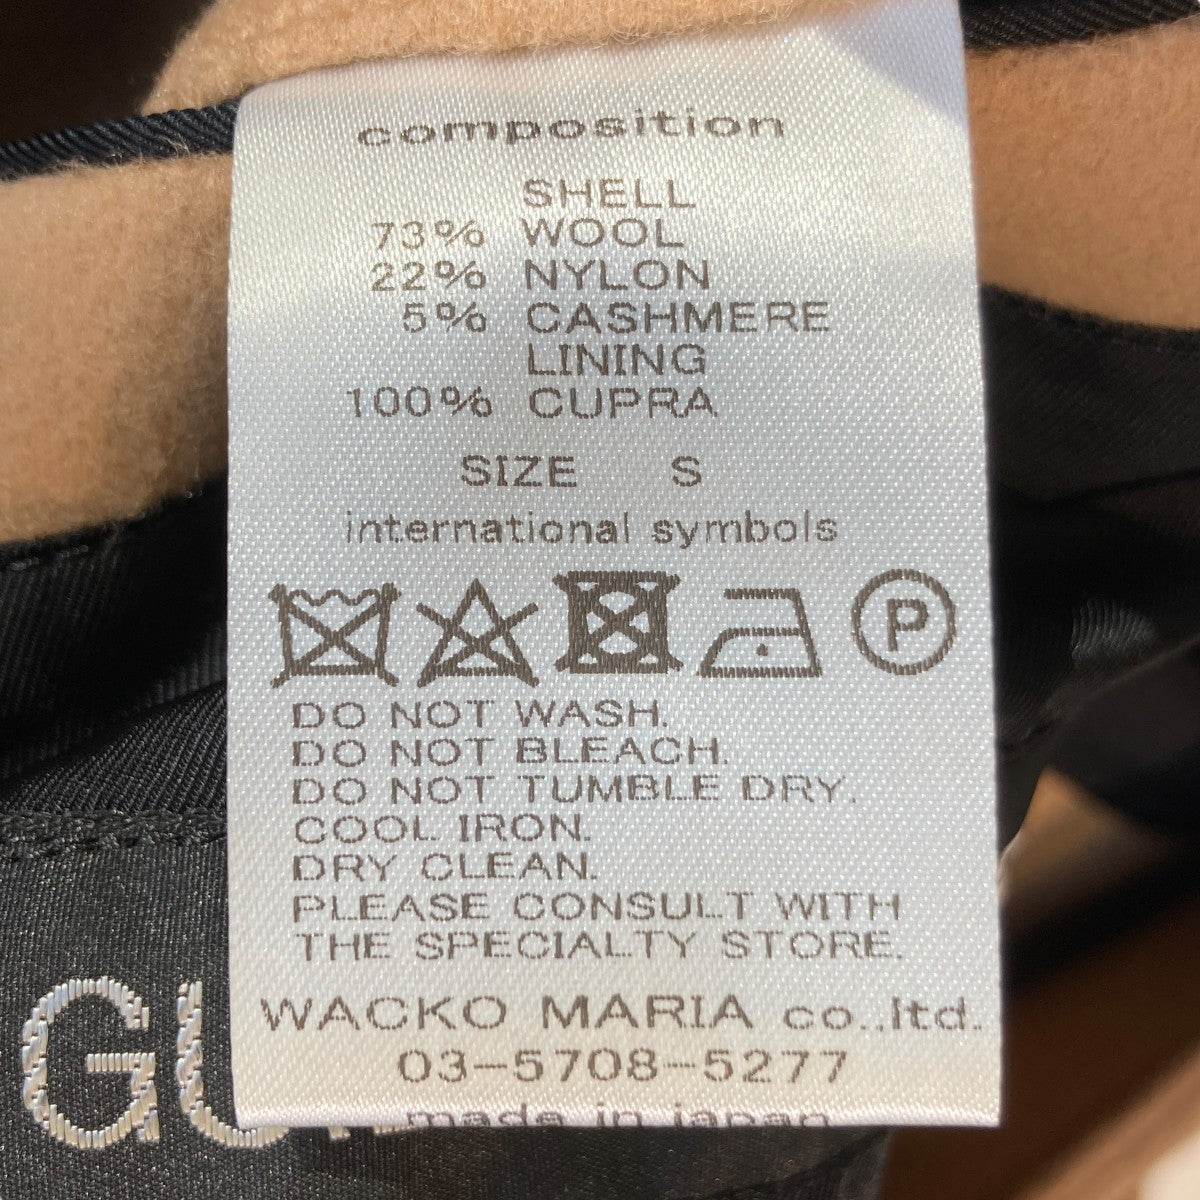 composition
SHELL
73% WOOL
22% NYLON
5% CASHMERE
LINING
100% CUPRA
SIZE S
international symbols
P
DO NOT WASH.
DO NOT BLEACH.
DO NOT TUMBLE DRY.
COOL IRON.
DRY CLEAN.
PLEASE CONSULT WITH
THE SPECIALTY STORE.
WACKO MARIA co.,ltd.
03-5708-5277
made in japan